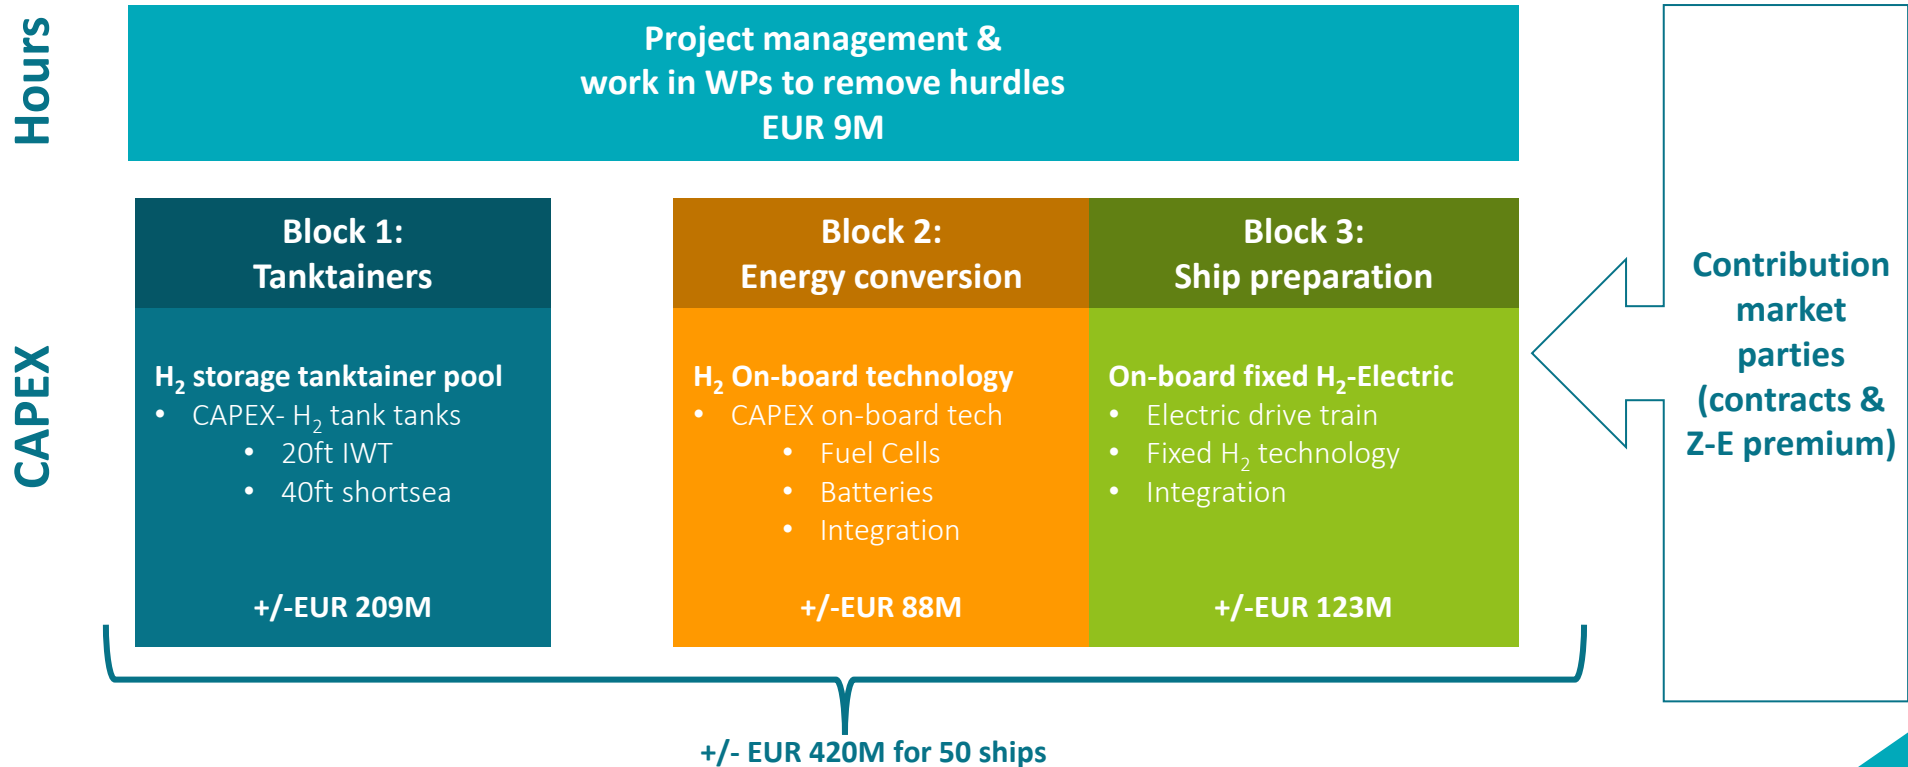 Hours
Project management &
work in WPs to remove hurdles
EUR 9M
CAPEX
Block 1:
Tanktainers
H₂ storage tanktainer pool
• CAPEX- H₂ tank tanks
• 20ft IWT
• 40ft shortsea
+/-EUR 209M
Block 2:
Energy conversion
H₂ On-board technology
• CAPEX on-board tech
• Fuel Cells
• Batteries
• Integration
+/-EUR 88M
Block 3:
Ship preparation
On-board fixed H₂-Electric
• Electric drive train
• Fixed H₂ technology
• Integration
+/-EUR 123M
Contribution
market
parties
(contracts &
Z-E premium)
+/- EUR 420M for 50 ships